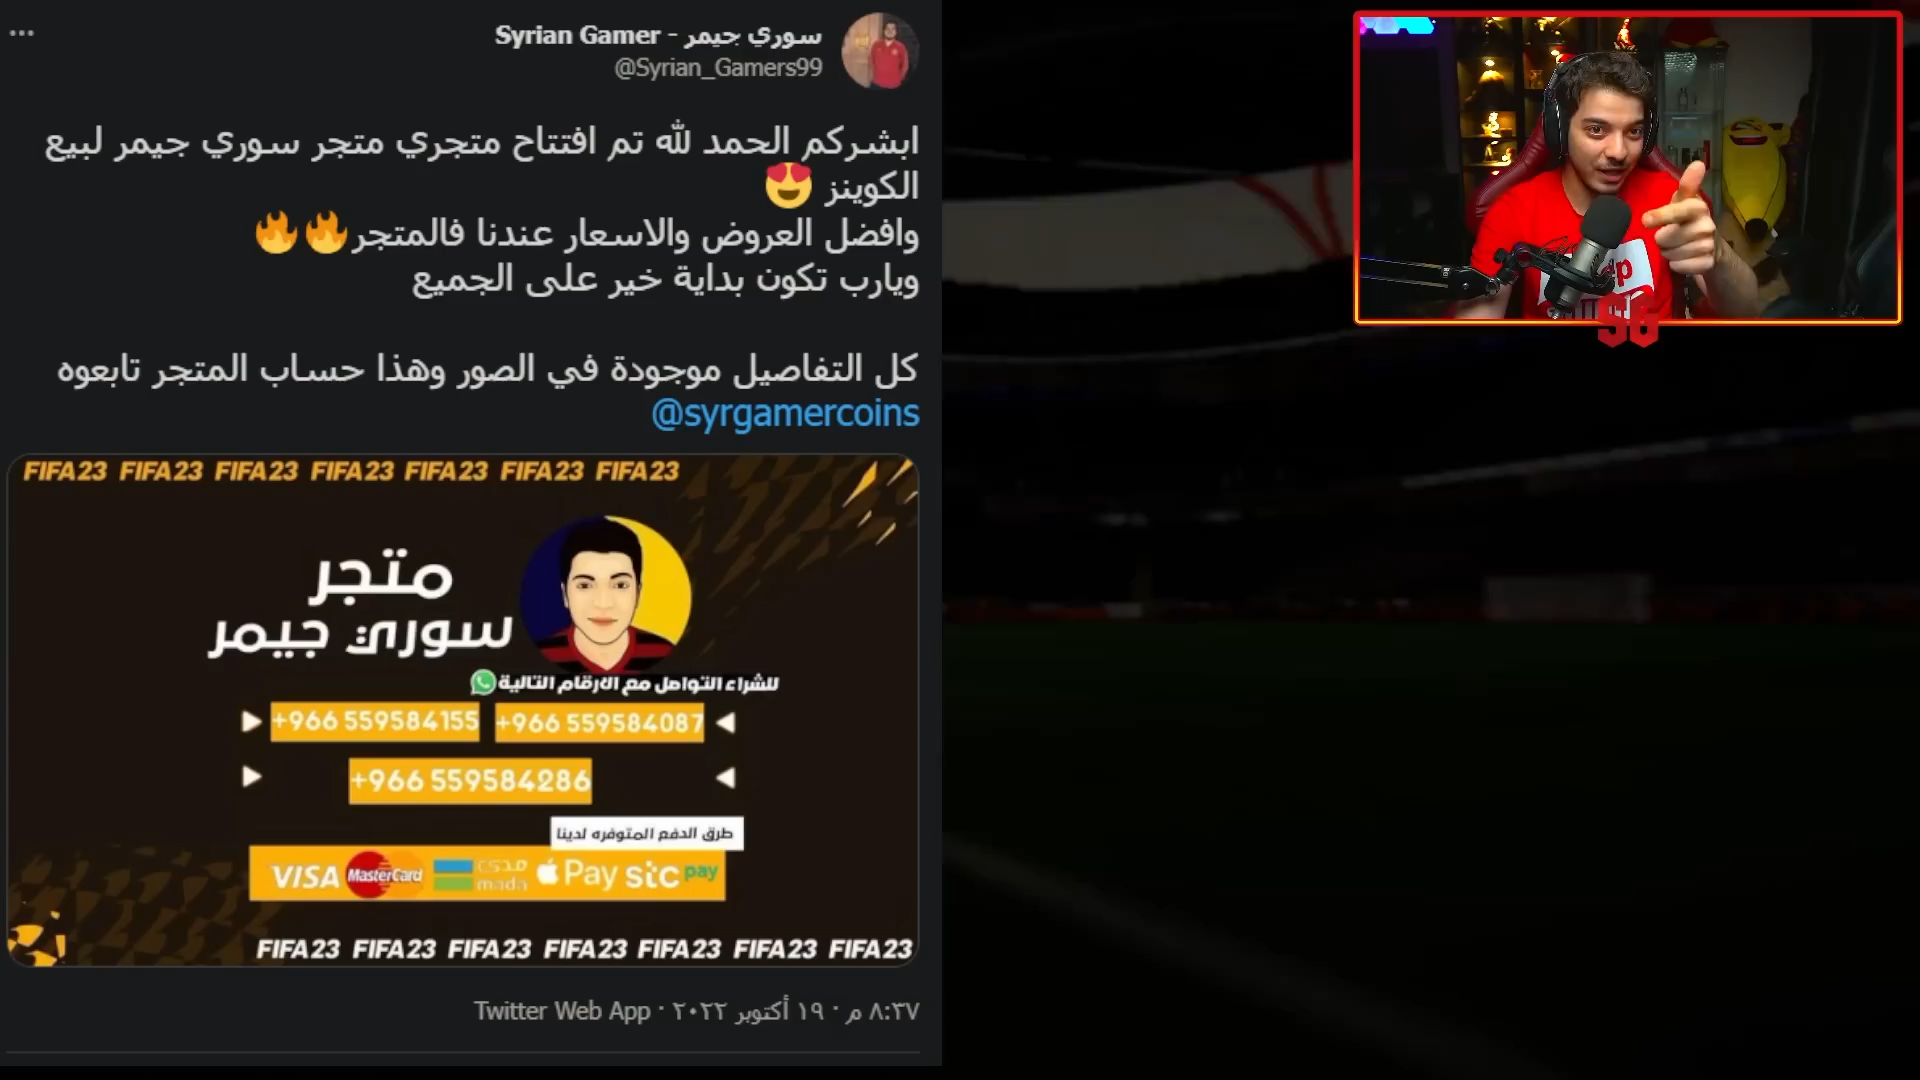 سوري جيمر - Syrian Gamer
@Syrian_Gamers99
ابشركم الحمد لله تم افتتاح متجري متجر سوري جيمر لبيع
الكوينز 😍
وافضل العروض والاسعار عندنا فالمتجر🔥🔥
ويارب تكون بداية خير على الجميع
كل التفاصيل موجودة في الصور وهذا حساب المتجر تابعوه
@syrgamercoins
FIFA23 FIFA23 FIFA23 FIFA23 FIFA23 FIFA23 FIFA23
متجر
سوري جيمر
للشراء التواصل مع الارقام التالية
+966 559584155 +966 559584087
+966 559584286
طرق الدفع المتوفره لدينا
VISA MasterCard مدى mada Pay stc pay
FIFA23 FIFA23 FIFA23 FIFA23 FIFA23 FIFA23 FIFA23
٨:٣٧ م · ١٩ أكتوبر ٢٠٢٢ · Twitter Web App
SG